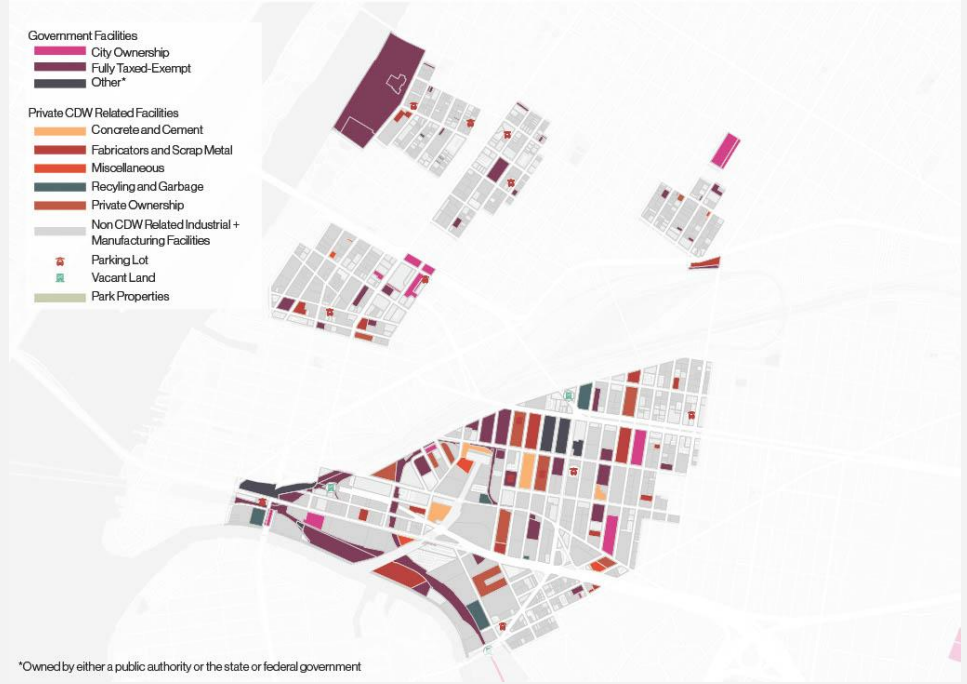 Government Facilities
City Ownership
Fully Taxed-Exempt
Other*
Private CDW Related Facilities
Concrete and Cement
Fabricators and Scrap Metal
Miscellaneous
Recyling and Garbage
Private Ownership
Non CDW Related Industrial +
Manufacturing Facilities
Parking Lot
Vacant Land
Park Properties
*Owned by either a public authority or the state or federal government